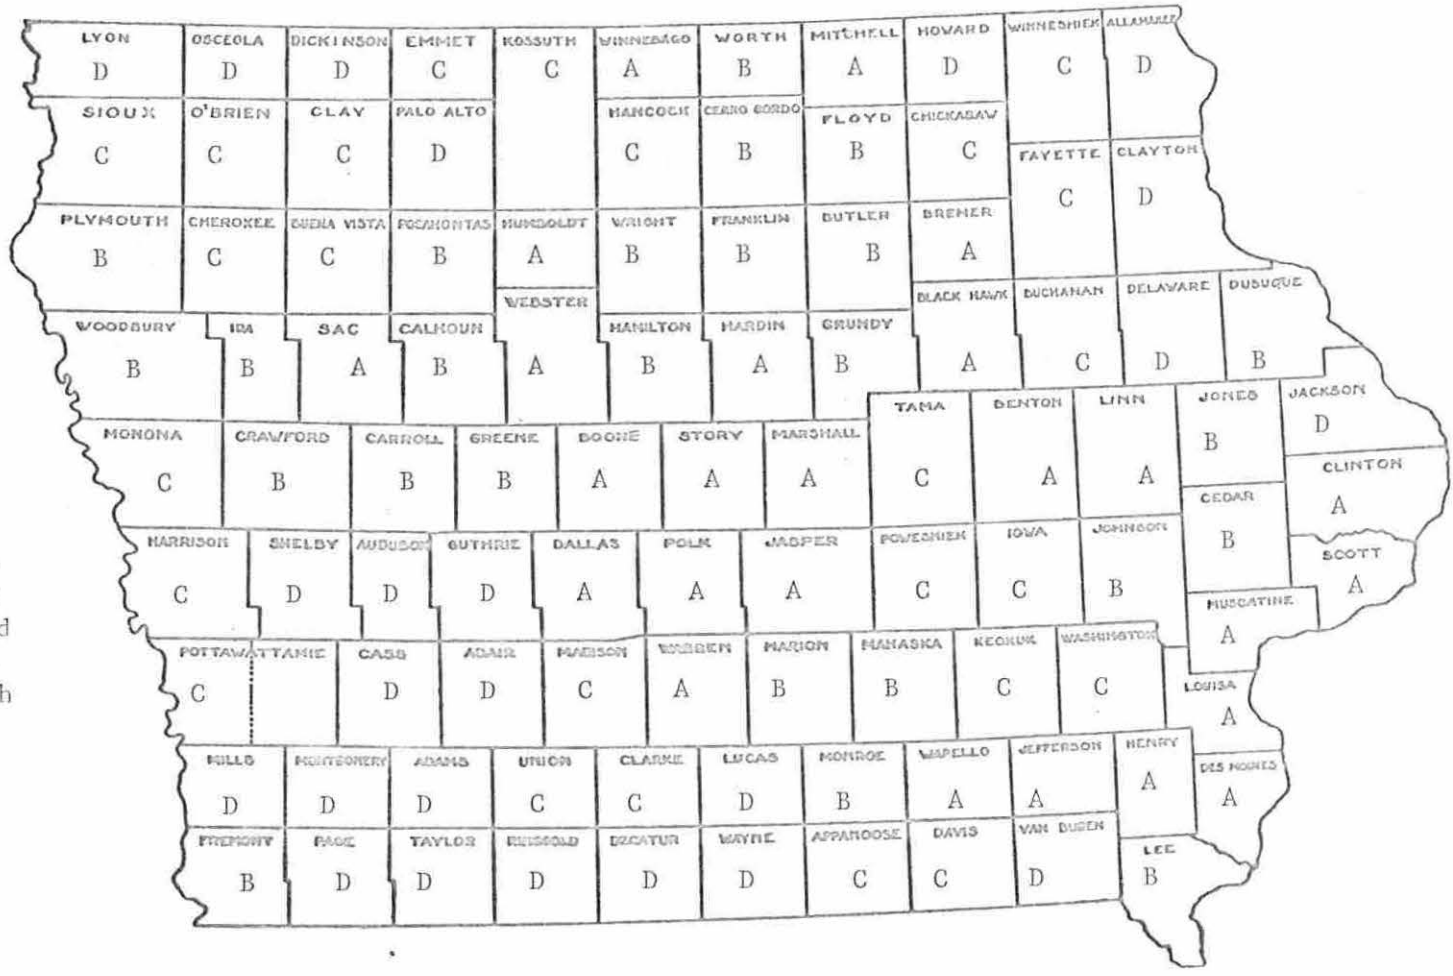 LYON OSCEOLA DICKINSON EMMET KOSSUTH WINNEBAGO WORTH MITCHELL HOWARD WINNESHIEK ALLAMAKEE
D D D C C A B A D C D
SIOUX O'BRIEN CLAY PALO ALTO HANCOCK CERRO GORDO FLOYD CHICKASAW
C C C D C B B C
FAYETTE CLAYTON
C D
PLYMOUTH CHEROKEE BUENA VISTA POCAHONTAS HUMBOLDT WRIGHT FRANKLIN BUTLER BREMER
B C C B A B B B A
WEBSTER BLACK HAWK BUCHANAN DELAWARE DUBUQUE
WOODBURY IDA SAC CALHOUN HAMILTON HARDIN GRUNDY
B B A B A B A B A C D B
TAMA BENTON LINN JONES JACKSON
B D
MONONA CRAWFORD CARROLL GREENE BOONE STORY MARSHALL
C B B B A A A C A A
CLINTON
A
CEDAR
B
HARRISON SHELBY AUDUBON GUTHRIE DALLAS POLK JASPER POWESHIEK IOWA JOHNSON
C D D D A A A C C B
SCOTT
A
MUSCATINE
A
d
POTTAWATTAMIE CASS ADAIR MADISON WARREN MARION MAHASKA KEOKUK WASHINGTON
C D D C A B B C C
h
LOUISA
A
MILLS MONTGOMERY ADAMS UNION CLARKE LUCAS MONROE WAPELLO JEFFERSON HENRY
D D D C C D B A A A
DES MOINES
A
FREMONT PAGE TAYLOR RINGGOLD DECATUR WAYNE APPANOOSE DAVIS VAN BUREN
B D D D D D C C D
LEE
B